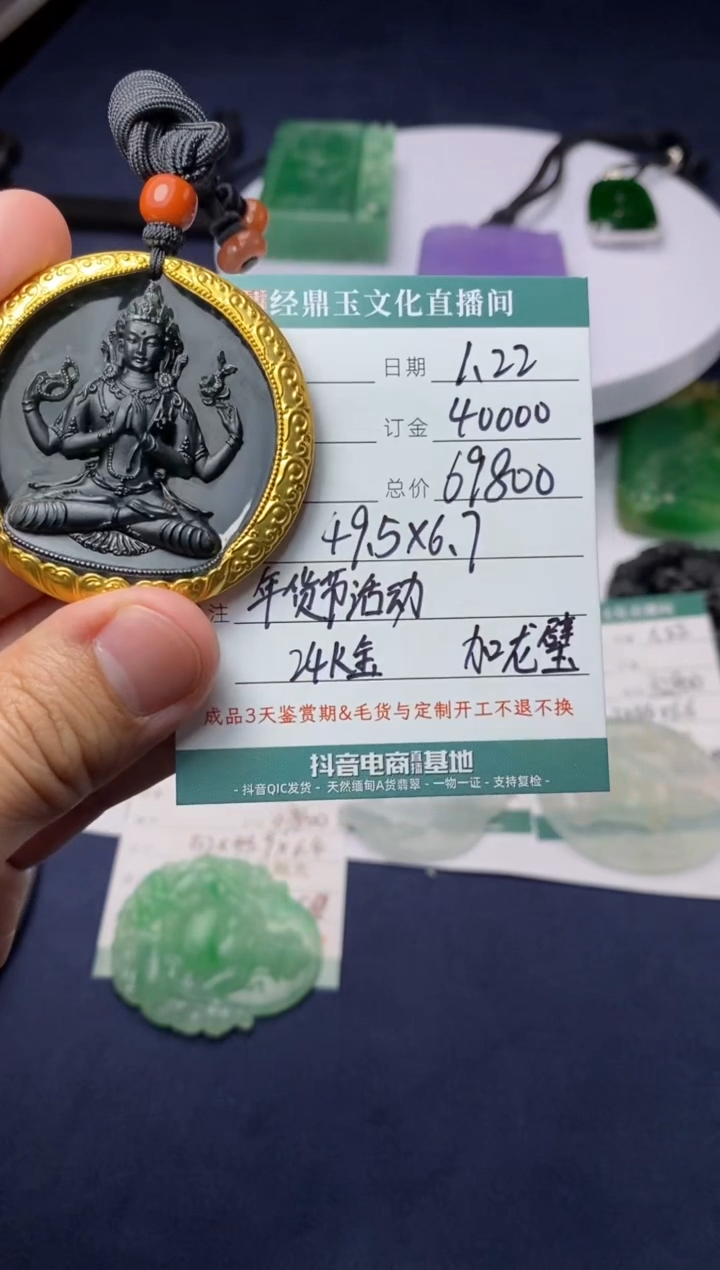 经鼎玉文化直播间
日期 1.22
订金 40000
总价 69800
49.5×6.7
注 年货节活动
24K金 加龙璧
成品3天鉴赏期&毛货与定制开工不退不换
抖音电商直播基地
- 抖音QIC发货 - 天然缅甸A货翡翠 - 一物一证 - 支持复检 -